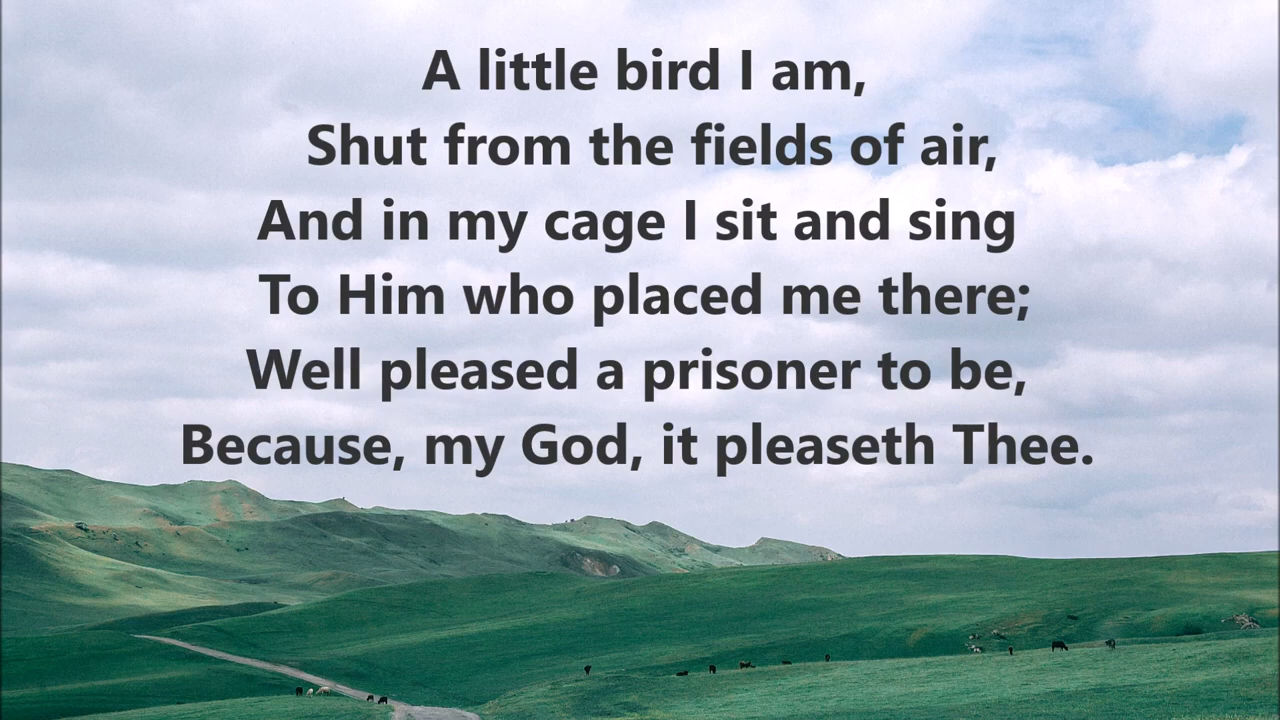 A little bird I am,
Shut from the fields of air,
And in my cage I sit and sing
To Him who placed me there;
Well pleased a prisoner to be,
Because, my God, it pleaseth Thee.